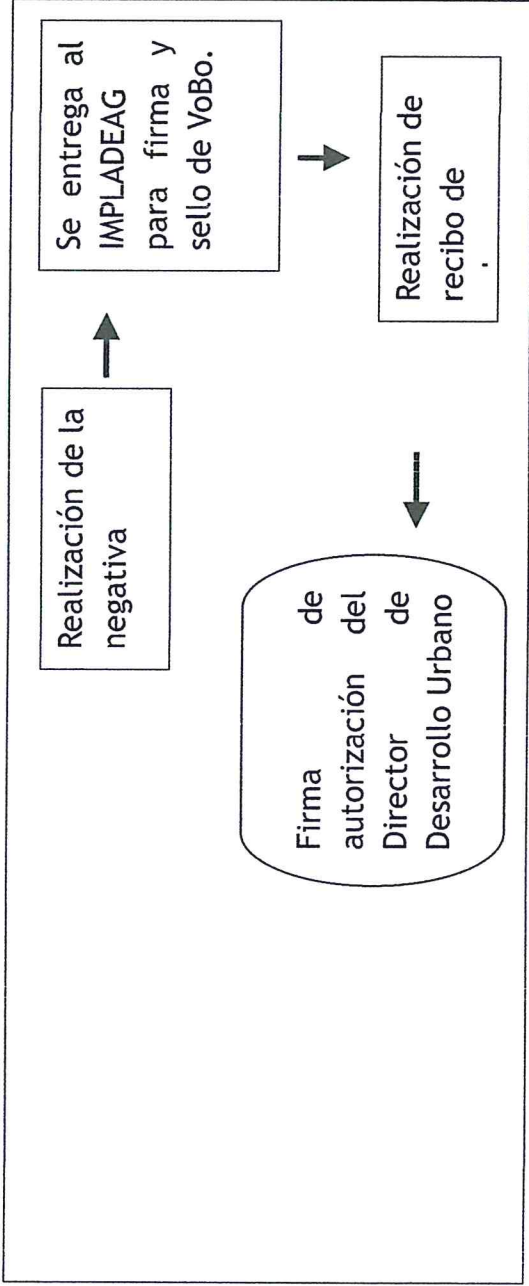 Realización de la
negativa
Se entrega al
IMPLADEAG
para firma y
sello de VoBo.
Realización de
recibo de
Firma de
autorización del
Director de
Desarrollo Urbano